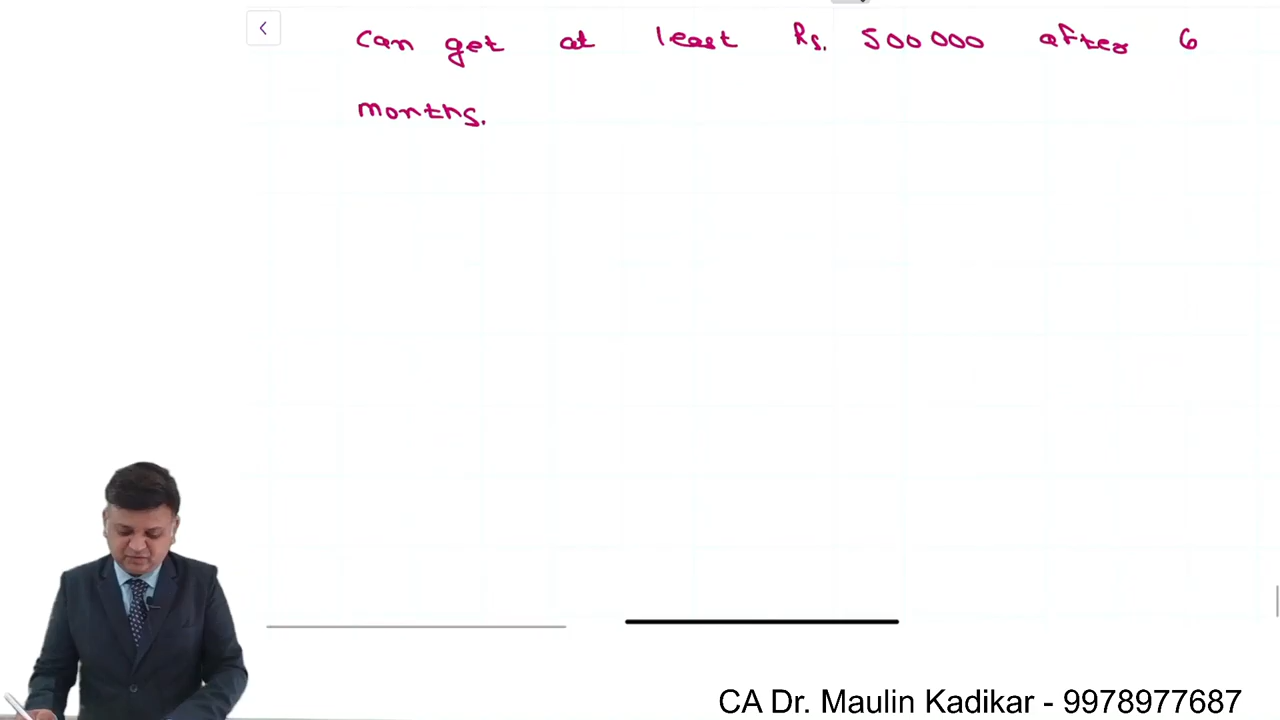 can get at least Rs. 500000 after 6
months.
CA Dr. Maulin Kadikar - 9978977687